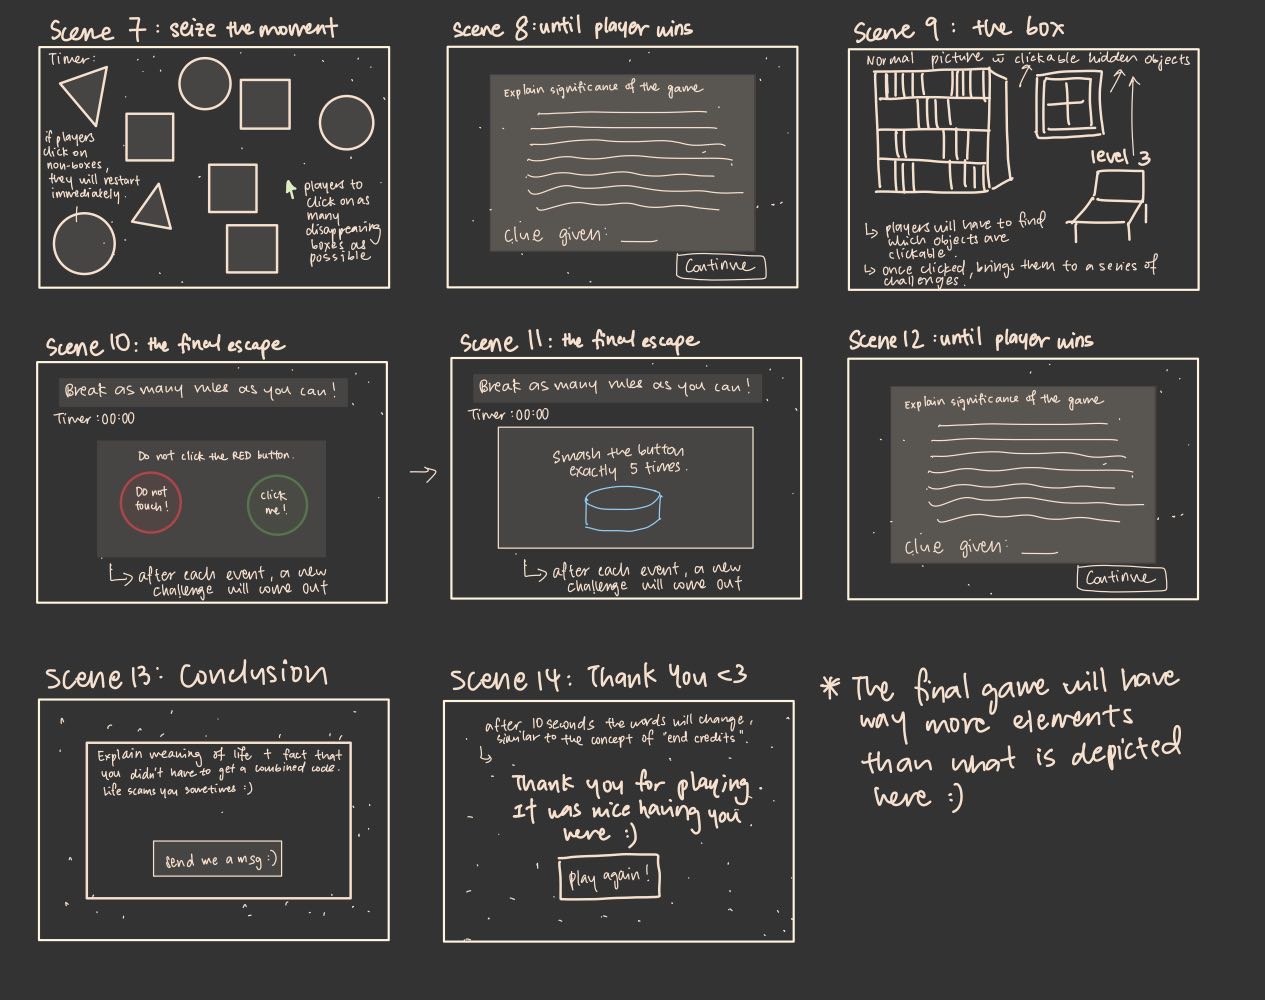 Scene 7 : seize the moment
Timer:
if players
click on
non-boxes,
they will restart
immediately.
players to
click on as
many
disappearing
boxes as
possible
Scene 8 : until player wins
Explain significance of the game
Clue given: ___
Continue
Scene 9 : the box
Normal picture w clickable hidden objects
level 3
↳ players will have to find
which objects are
clickable.
↳ once clicked, brings them to a series of
challenges.
Scene 10: the final escape
Break as many rules as you can!
Timer :00:00
Do not click the RED button.
Do not
touch!
click
me!
↳ after each event, a new
challenge will come out
Scene 11: the final escape
Break as many rules as you can!
Timer :00:00
Smash the button
exactly 5 times.
↳ after each event, a new
challenge will come out
Scene 12 : until player wins
Explain significance of the game
Clue given: ___
Continue
Scene 13: Conclusion
Explain meaning of life + fact that
you didn't have to get a combined code.
Life scams you sometimes :)
send me a msg :)
Scene 14: Thank You <3
after 10 seconds the words will change,
similar to the concept of "end credits".
Thank you for playing.
It was nice having you
here :)
play again!
* The final game will have
way more elements
than what is depicted
here :)